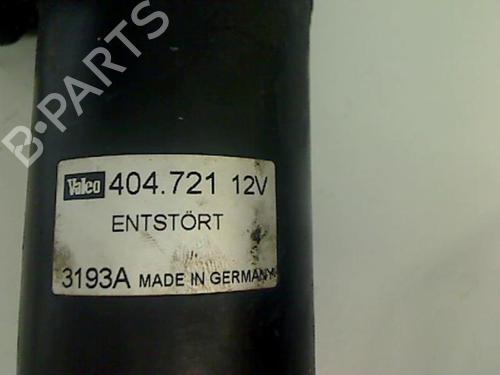 B-PARTS
Valeo 404.721 12V
ENTSTÖRT
3193A MADE IN GERMANY